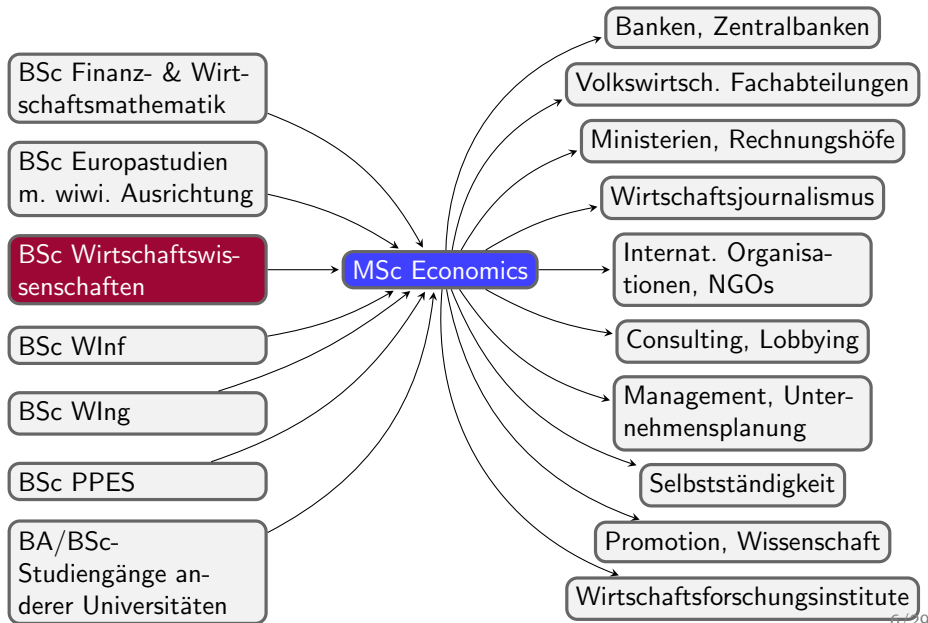 BSc Finanz- & Wirt-
schaftsmathematik
BSc Europastudien
m. wiwi. Ausrichtung
BSc Wirtschaftswis-
senschaften
BSc WInf
BSc WIng
BSc PPES
BA/BSc-
Studiengänge an-
derer Universitäten
MSc Economics
Banken, Zentralbanken
Volkswirtsch. Fachabteilungen
Ministerien, Rechnungshöfe
Wirtschaftsjournalismus
Internat. Organisa-
tionen, NGOs
Consulting, Lobbying
Management, Unter-
nehmensplanung
Selbstständigkeit
Promotion, Wissenschaft
Wirtschaftsforschungsinstitute
6/29